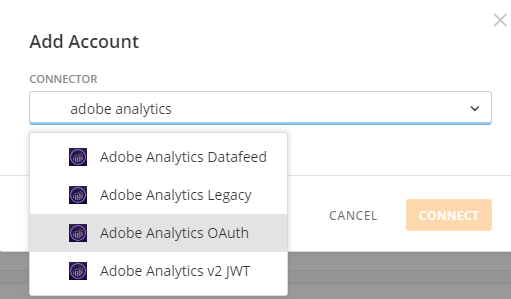 Add Account
CONNECTOR
adobe analytics
Adobe Analytics Datafeed
Adobe Analytics Legacy
Adobe Analytics OAuth
Adobe Analytics v2 JWT
CANCEL
CONNECT